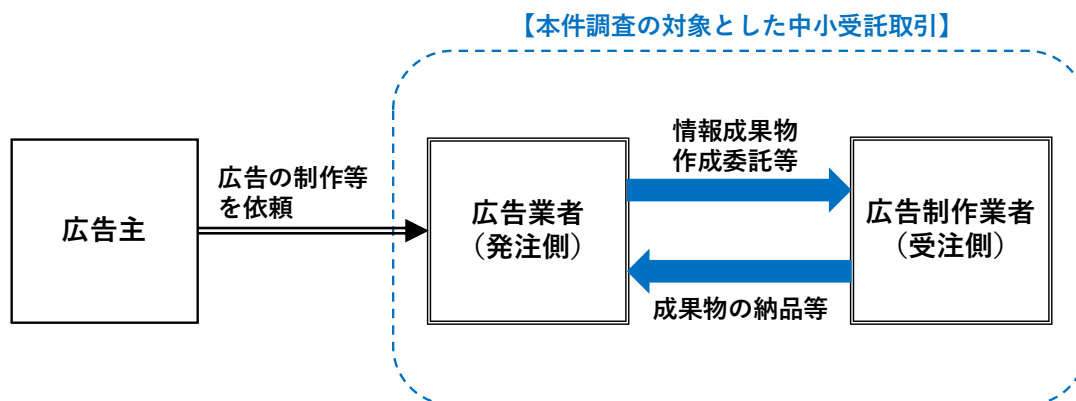 【本件調査の対象とした中小受託取引】
情報成果物
作成委託等
広告の制作等
を依頼
広告主
広告業者
（発注側）
広告制作業者
（受注側）
成果物の納品等